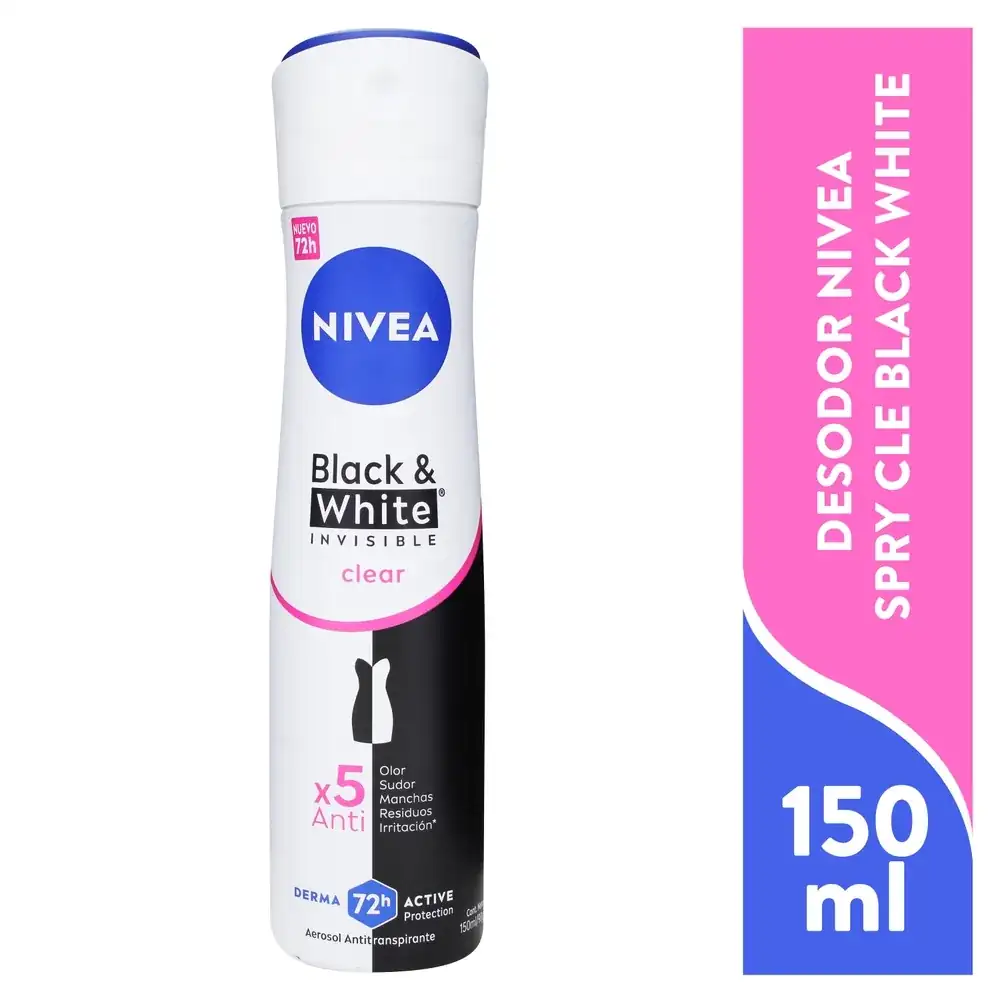 NUEVO
72h
NIVEA
Black &
White®
INVISIBLE
clear
x5
Anti
Olor
Sudor
Manchas
Residuos
Irritación*
DERMA
72h
ACTIVE
Protection
Cont.
150ml
Aerosol Antitranspirante
DESODOR NIVEA
SPRY CLE BLACK WHITE
150
ml